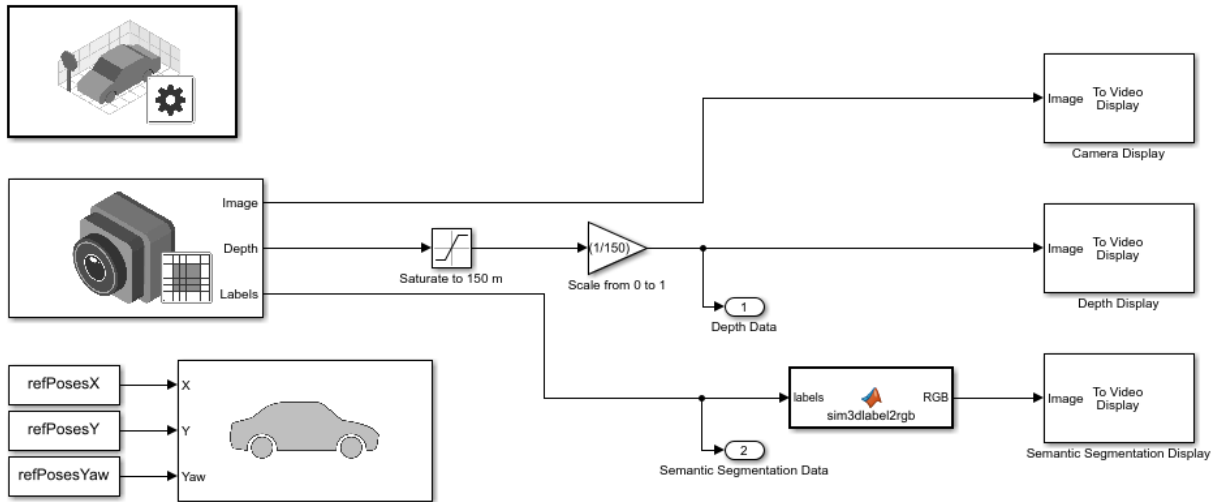 To Video
Image
Display
Camera Display
Image
Depth
Labels
Saturate to 150 m
(1/150)
Scale from 0 to 1
1
Depth Data
To Video
Image
Display
Depth Display
refPosesX
refPosesY
refPosesYaw
X
Y
Yaw
labels
RGB
sim3dlabel2rgb
2
Semantic Segmentation Data
To Video
Image
Display
Semantic Segmentation Display